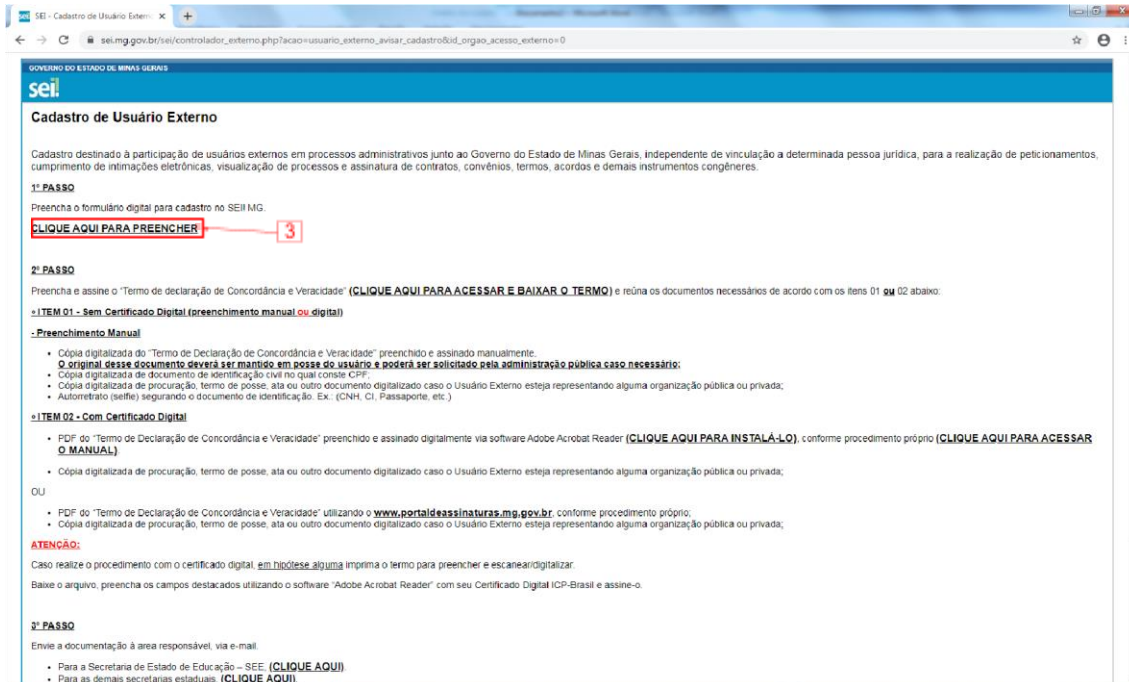 SEI - Cadastro de Usuário Extern
sei.mg.gov.br/sei/controlador_externo.php?acao=usuario_externo_avisar_cadastro&id_orgao_acesso_externo=0
GOVERNO DO ESTADO DE MINAS GERAIS
sei!
Cadastro de Usuário Externo
Cadastro destinado à participação de usuários externos em processos administrativos junto ao Governo do Estado de Minas Gerais, independente de vinculação a determinada pessoa jurídica, para a realização de peticionamentos,
cumprimento de intimações eletrônicas, visualização de processos e assinatura de contratos, convênios, termos, acordos e demais instrumentos congêneres.
1º PASSO
Preencha o formulário digital para cadastro no SEI! MG.
CLIQUE AQUI PARA PREENCHER
3
2º PASSO
Preencha e assine o "Termo de declaração de Concordância e Veracidade" (CLIQUE AQUI PARA ACESSAR E BAIXAR O TERMO) e reúna os documentos necessários de acordo com os itens 01 ou 02 abaixo:
∘ ITEM 01 - Sem Certificado Digital (preenchimento manual ou digital)
- Preenchimento Manual
• Cópia digitalizada do "Termo de Declaração de Concordância e Veracidade" preenchido e assinado manualmente,
O original desse documento deverá ser mantido em posse do usuário e poderá ser solicitado pela administração pública caso necessário;
• Cópia digitalizada de documento de identificação civil no qual conste CPF;
• Cópia digitalizada de procuração, termo de posse, ata ou outro documento digitalizado caso o Usuário Externo esteja representando alguma organização pública ou privada;
• Autorretrato (selfie) segurando o documento de identificação. Ex.: (CNH, CI, Passaporte, etc.)
∘ ITEM 02 - Com Certificado Digital
• PDF do "Termo de Declaração de Concordância e Veracidade" preenchido e assinado digitalmente via software Adobe Acrobat Reader (CLIQUE AQUI PARA INSTALÁ-LO), conforme procedimento próprio (CLIQUE AQUI PARA ACESSAR
O MANUAL).
• Cópia digitalizada de procuração, termo de posse, ata ou outro documento digitalizado caso o Usuário Externo esteja representando alguma organização pública ou privada;
OU
• PDF do "Termo de Declaração de Concordância e Veracidade" utilizando o www.portaldeassinaturas.mg.gov.br, conforme procedimento próprio;
• Cópia digitalizada de procuração, termo de posse, ata ou outro documento digitalizado caso o Usuário Externo esteja representando alguma organização pública ou privada;
ATENÇÃO:
Caso realize o procedimento com o certificado digital, em hipótese alguma imprima o termo para preencher e escanear/digitalizar.
Baixe o arquivo, preencha os campos destacados utilizando o software "Adobe Acrobat Reader" com seu Certificado Digital ICP-Brasil e assine-o.
3º PASSO
Envie a documentação à area responsável, via e-mail.
• Para a Secretaria de Estado de Educação – SEE, (CLIQUE AQUI).
• Para as demais secretarias estaduais, (CLIQUE AQUI).